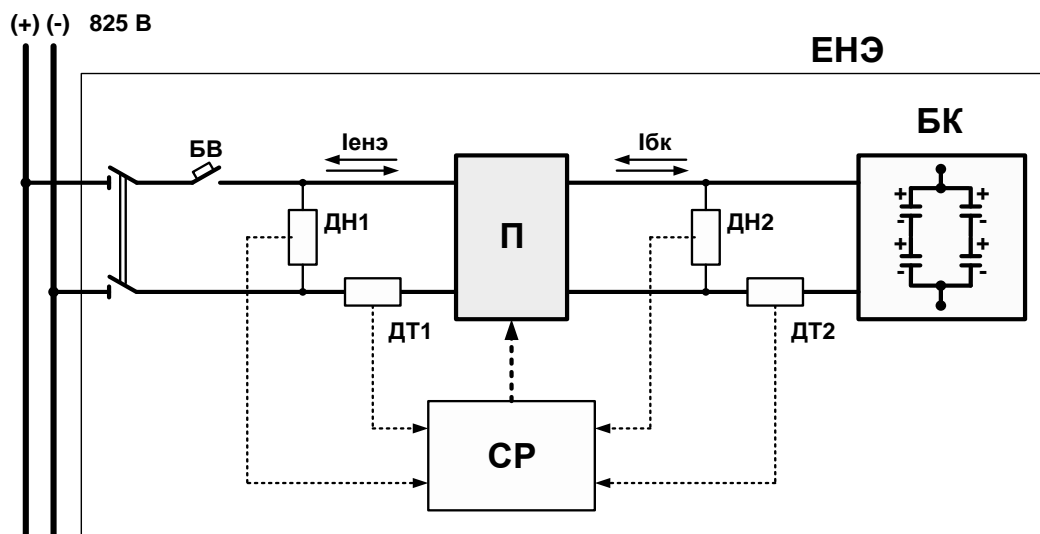 (+) (-) 825 В
ЕНЭ
БК
БВ
Iенэ
Iбк
ДН1
П
ДН2
+ +
- -
+ +
- -
ДТ1
ДТ2
СР